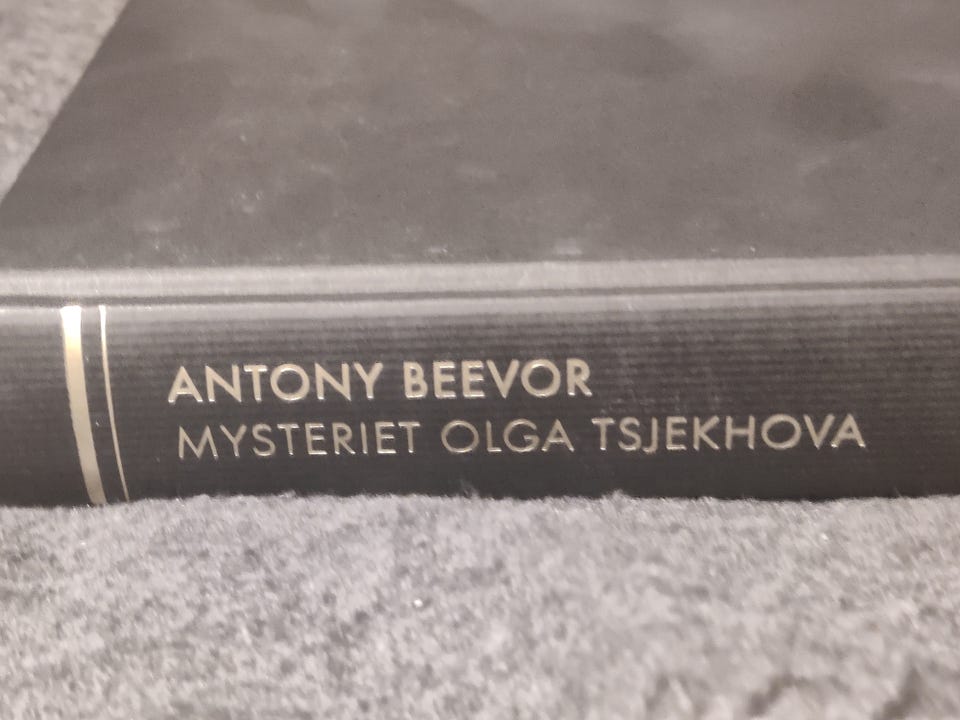 ANTONY BEEVOR
MYSTERIET OLGA TSJEKHOVA